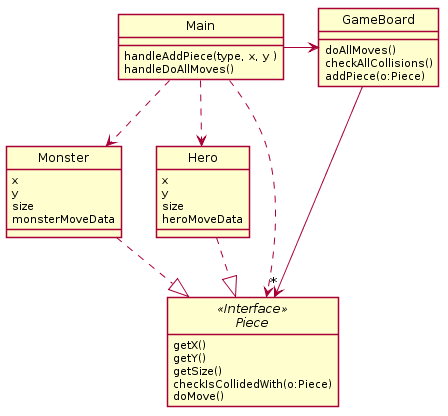 Main
handleAddPiece(type, x, y )
handleDoAllMoves()
GameBoard
doAllMoves()
checkAllCollisions()
addPiece(o:Piece)
Monster
x
y
size
monsterMoveData
Hero
x
y
size
heroMoveData
*
«Interface»
Piece
getX()
getY()
getSize()
checkIsCollidedWith(o:Piece)
doMove()